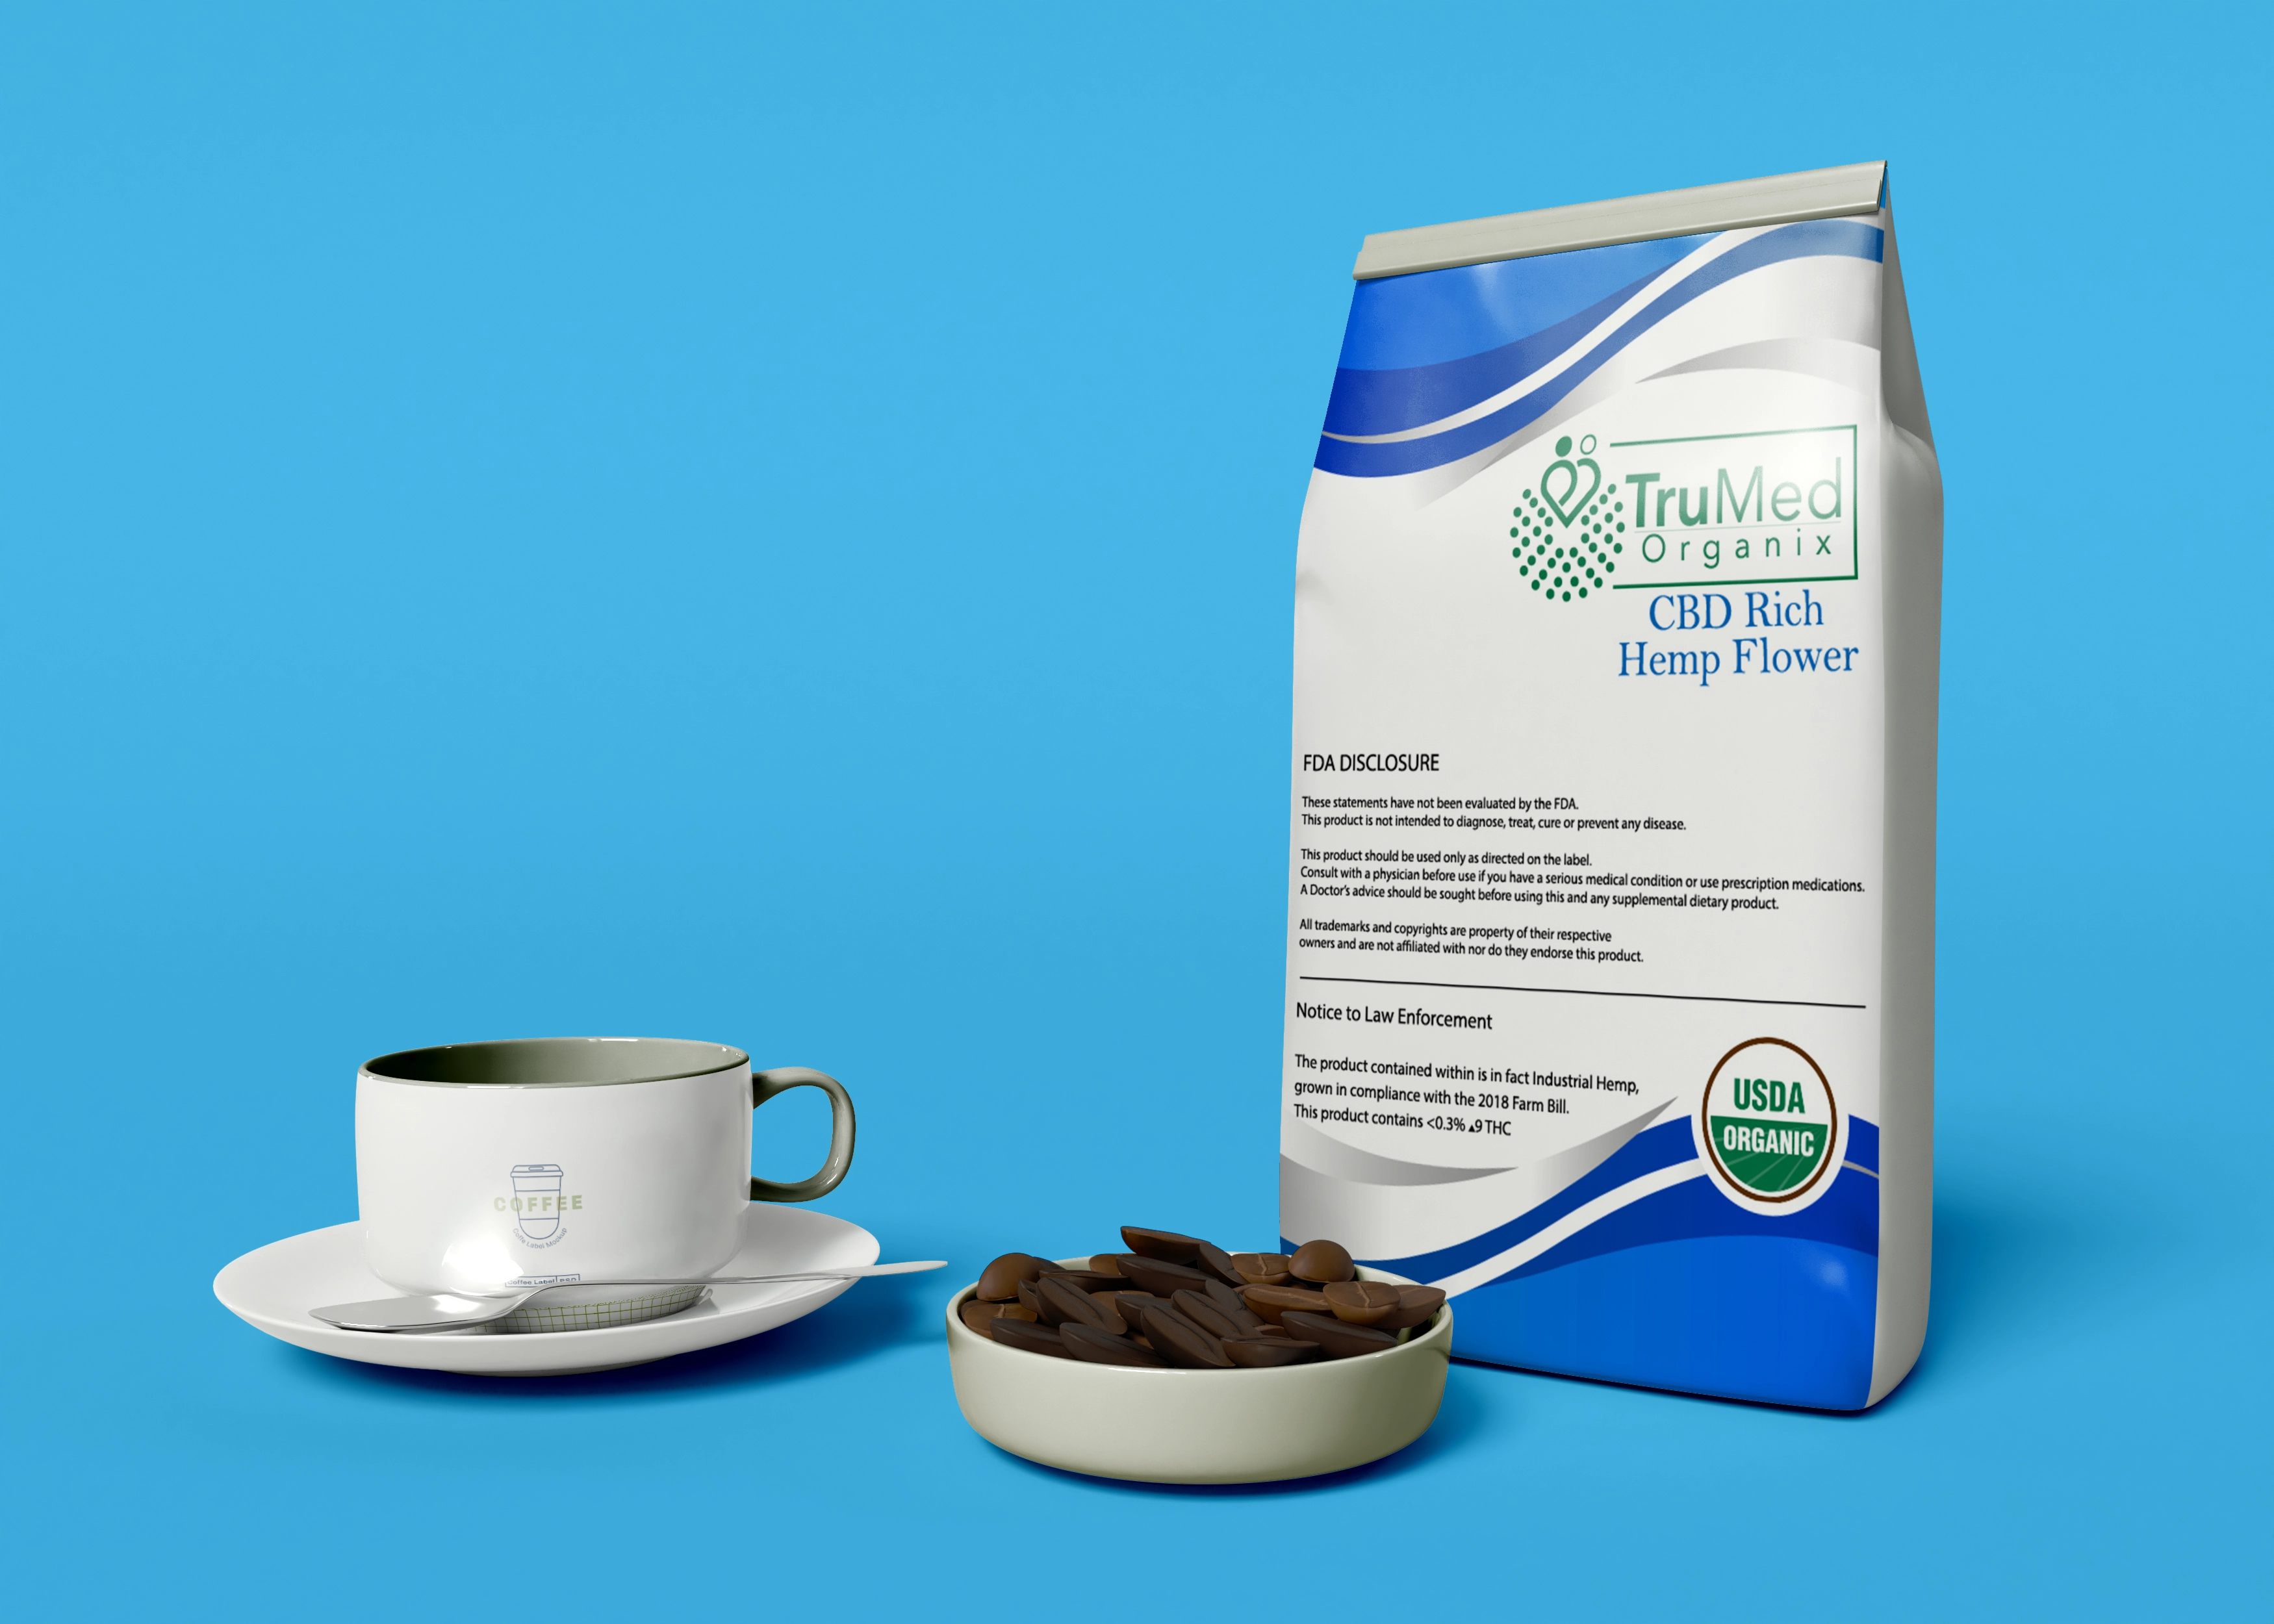 TruMed
Organix
CBD Rich
Hemp Flower
FDA DISCLOSURE
These statements have not been evaluated by the FDA.
This product is not intended to diagnose, treat, cure or prevent any disease.
This product should be used only as directed on the label.
Consult with a physician before use if you have a serious medical condition or use prescription medications.
A Doctor's advice should be sought before using this and any supplemental dietary product.
All trademarks and copyrights are property of their respective
owners and are not affiliated with nor do they endorse this product.
Notice to Law Enforcement
The product contained within is in fact Industrial Hemp,
grown in compliance with the 2018 Farm Bill.
This product contains <0.3% ▴9 THC
USDA
ORGANIC
COFFEE
Coffe Label Mockup
Coffee Label PSD